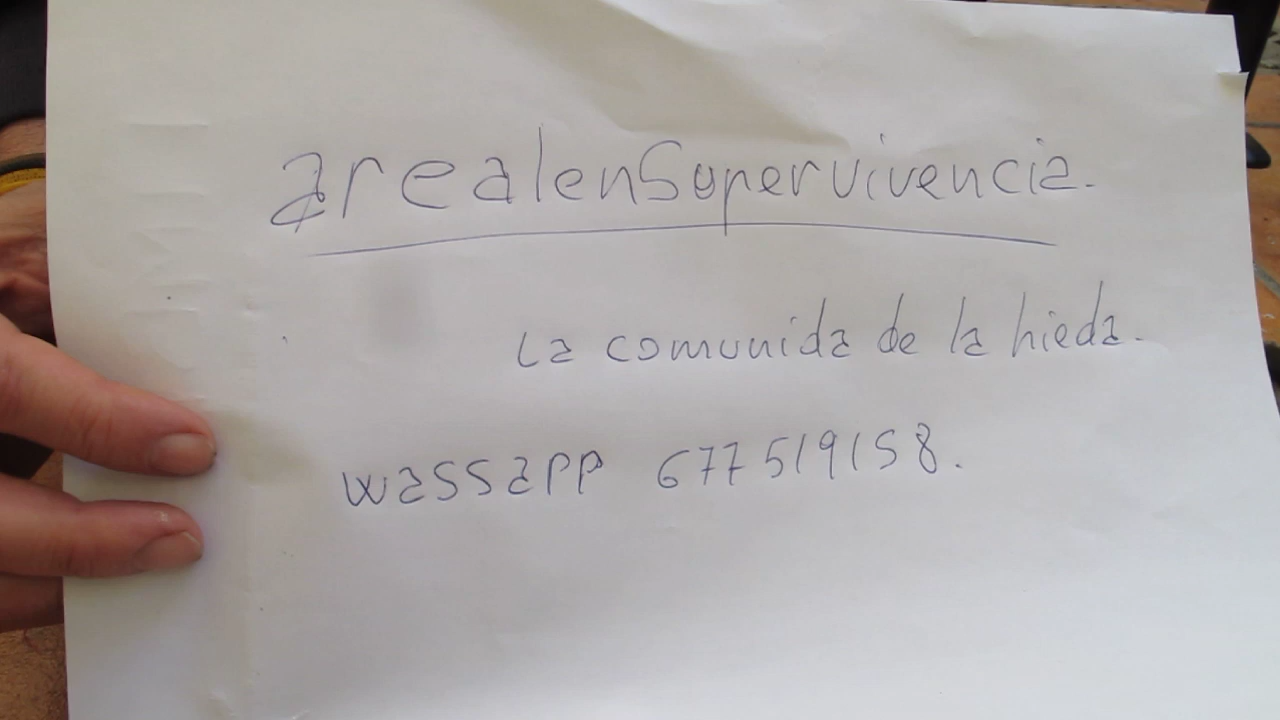 arealensupervivencia.
La comunida de la hieda.
wassapp 677519158.